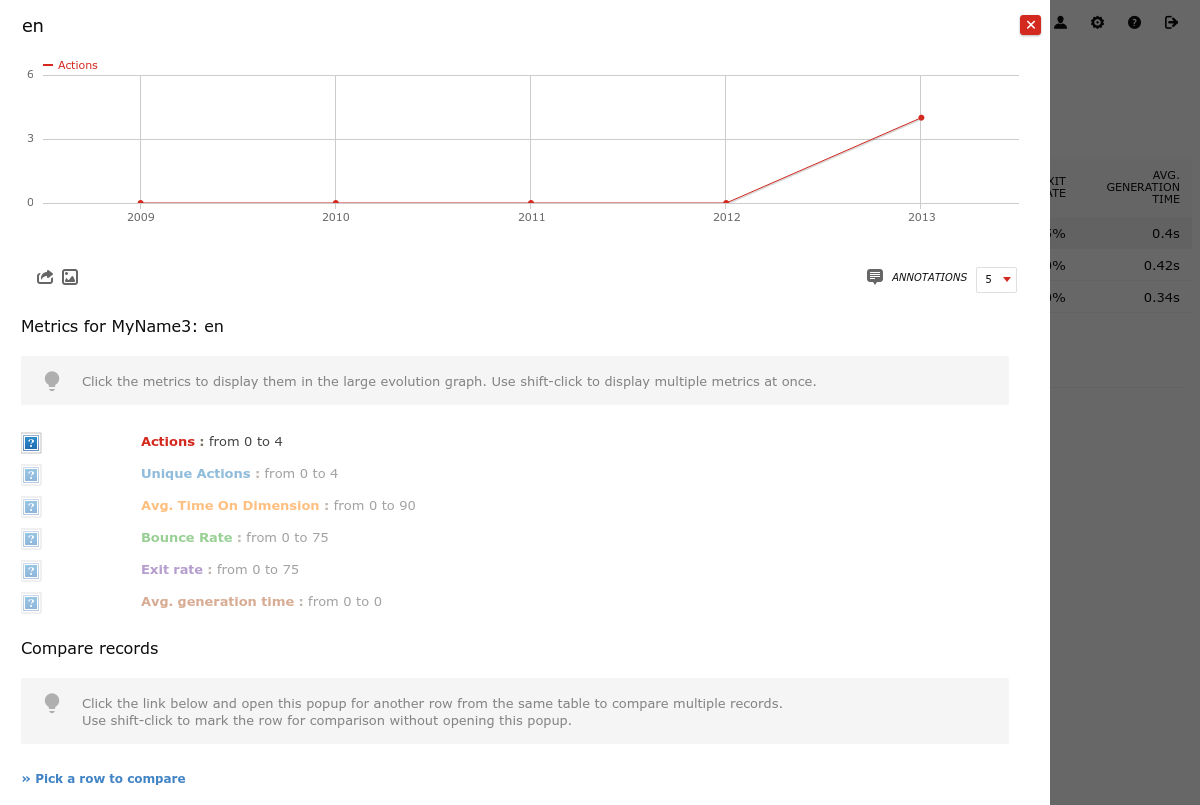 en
Actions
6
3
0
2009 2010 2011 2012 2013
ANNOTATIONS 5
Metrics for MyName3: en
Click the metrics to display them in the large evolution graph. Use shift-click to display multiple metrics at once.
Actions : from 0 to 4
Unique Actions : from 0 to 4
Avg. Time On Dimension : from 0 to 90
Bounce Rate : from 0 to 75
Exit rate : from 0 to 75
Avg. generation time : from 0 to 0
Compare records
Click the link below and open this popup for another row from the same table to compare multiple records.
Use shift-click to mark the row for comparison without opening this popup.
» Pick a row to compare
AVG.
GENERATION
TIME
0.4s
% 0.42s
% 0.34s